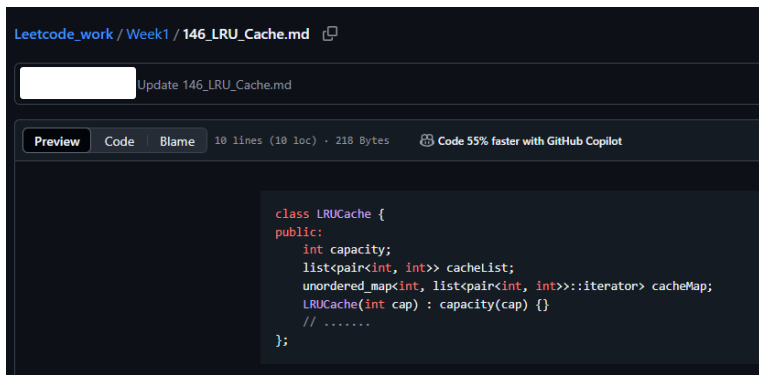 Leetcode_work / Week1 / 146_LRU_Cache.md
Update 146_LRU_Cache.md
Preview Code Blame 10 lines (10 loc) · 218 Bytes Code 55% faster with GitHub Copilot
class LRUCache {
public:
    int capacity;
    list<pair<int, int>> cacheList;
    unordered_map<int, list<pair<int, int>>::iterator> cacheMap;
    LRUCache(int cap) : capacity(cap) {}
    // .......
};